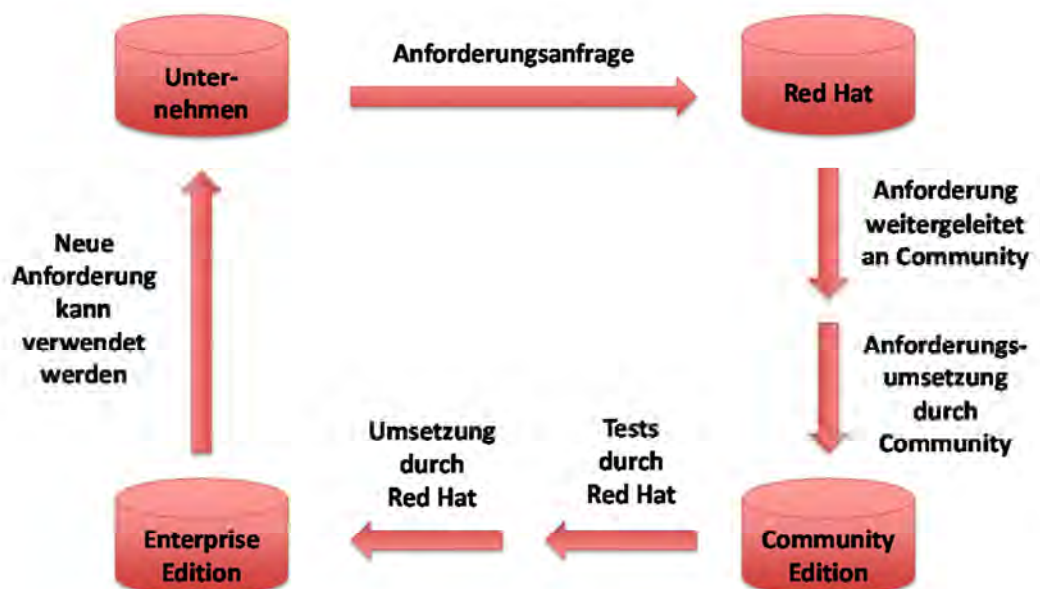 Unter-
nehmen
Anforderungsanfrage
Red Hat
Anforderung
weitergeleitet
an Community
Anforderungs-
umsetzung
durch
Community
Community
Edition
Tests
durch
Red Hat
Umsetzung
durch
Red Hat
Enterprise
Edition
Neue
Anforderung
kann
verwendet
werden